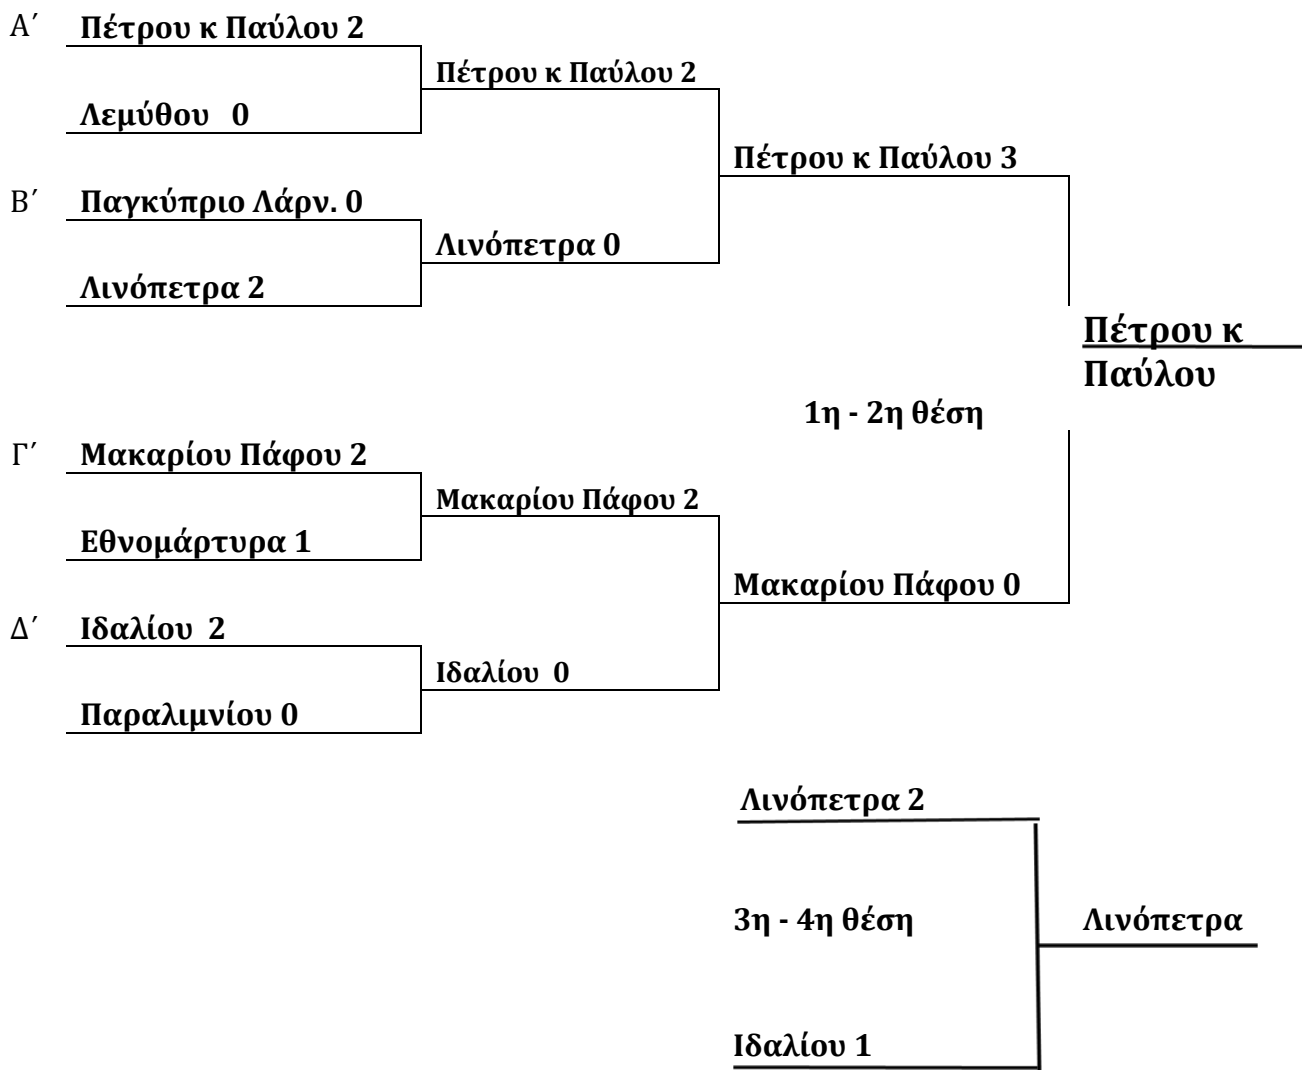 Α΄ Πέτρου κ Παύλου 2
Πέτρου κ Παύλου 2
Λεμύθου 0
Πέτρου κ Παύλου 3
Β΄ Παγκύπριο Λάρν. 0
Λινόπετρα 0
Λινόπετρα 2
Πέτρου κ
Παύλου
1η - 2η θέση
Γ΄ Μακαρίου Πάφου 2
Μακαρίου Πάφου 2
Εθνομάρτυρα 1
Μακαρίου Πάφου 0
Δ΄ Ιδαλίου 2
Ιδαλίου 0
Παραλιμνίου 0
Λινόπετρα 2
3η - 4η θέση
Λινόπετρα
Ιδαλίου 1